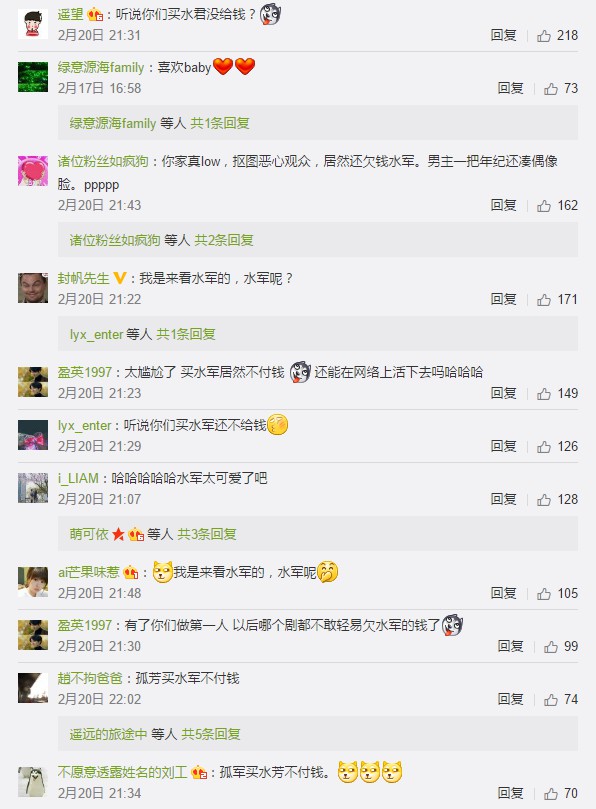 遥望：听说你们买水君没给钱？
2月20日 21:31 回复 218
绿意源海family：喜欢baby
2月17日 16:58 回复 73
绿意源海family 等人 共1条回复
诸位粉丝如疯狗：你家真low，抠图恶心观众，居然还欠钱水军。男主一把年纪还凑偶像
脸。ppppp
2月20日 21:43 回复 162
诸位粉丝如疯狗 等人 共2条回复
封帆先生：我是来看水军的，水军呢？
2月20日 21:22 回复 171
lyx_enter 等人 共1条回复
盈英1997：太尴尬了 买水军居然不付钱 还能在网络上活下去吗哈哈哈
2月20日 21:23 回复 149
lyx_enter：听说你们买水军还不给钱
2月20日 21:29 回复 126
i_LIAM：哈哈哈哈哈水军太可爱了吧
2月20日 21:07 回复 128
萌可依 等人 共3条回复
ai芒果味惹：我是来看水军的，水军呢
2月20日 21:48 回复 105
盈英1997：有了你们做第一人 以后哪个剧都不敢轻易欠水军的钱了
2月20日 21:30 回复 99
趙不拘爸爸：孤芳买水军不付钱
2月20日 22:02 回复 74
遥远的旅途中 等人 共5条回复
不愿意透露姓名的刘工：孤军买水芳不付钱。
2月20日 21:34 回复 70